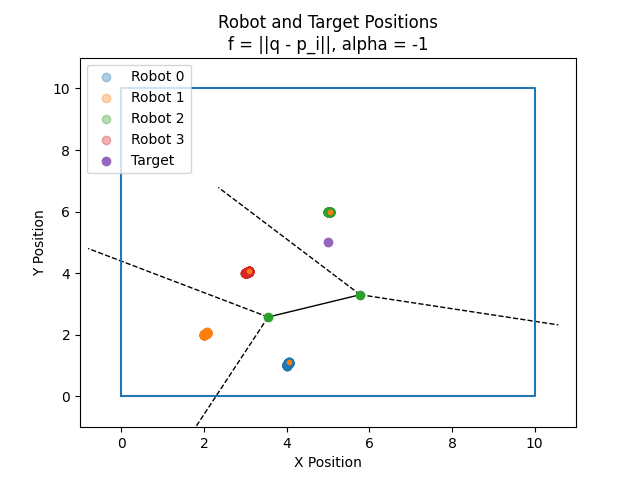 Robot and Target Positions
f = ||q - p_i||, alpha = -1
Robot 0
Robot 1
Robot 2
Robot 3
Target
Y Position
10
8
6
4
2
0
0 2 4 6 8 10
X Position